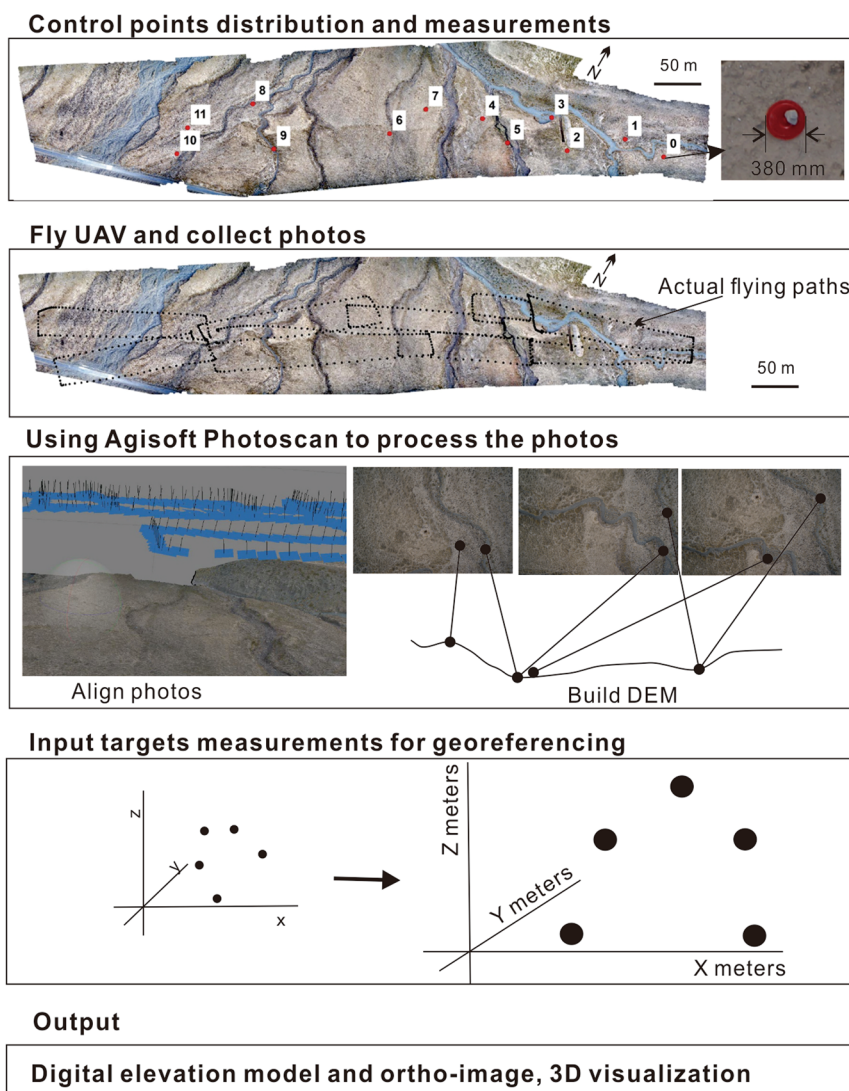 Control points distribution and measurements
N
50 m
8
7
11
4
3
6
1
10
9
5
2
0
380 mm
Fly UAV and collect photos
N
Actual flying paths
50 m
Using Agisoft Photoscan to process the photos
Align photos
Build DEM
Input targets measurements for georeferencing
z
y
x
Z meters
Y meters
X meters
Output
Digital elevation model and ortho-image, 3D visualization